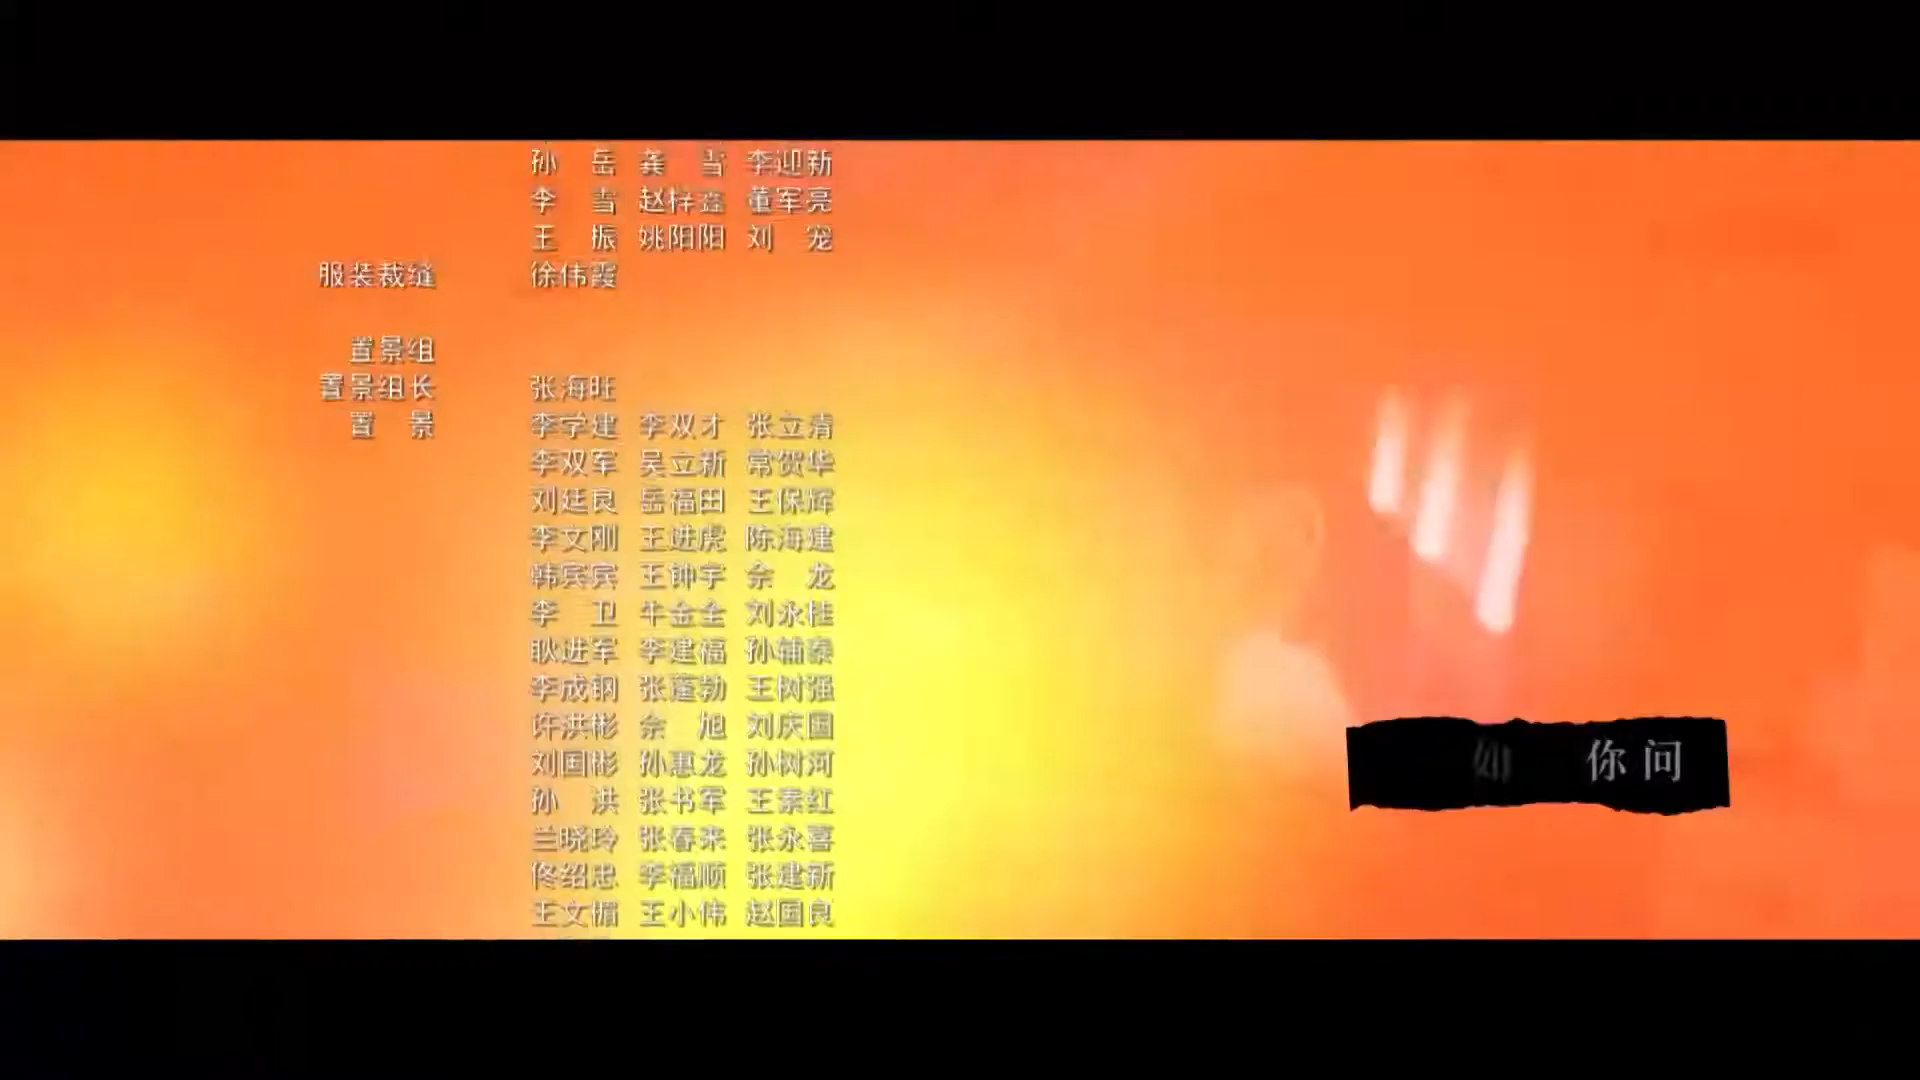 孙 岳 龚 雪 李迎新
李 雪 赵梓鑫 董军亮
王 振 姚阳阳 刘 宠
服装裁缝 徐伟霞
置景组
置景组长 张海旺
置 景 李学建 李双才 张立清
李双军 吴立新 常贺华
刘廷良 岳福田 王保辉
李文刚 王进虎 陈海建
韩宾宾 王钟宇 余 龙
李 卫 牛金全 刘永桂
耿进军 李建福 孙辅泰
李成钢 张蓬勃 王树强
许洪彬 余 旭 刘庆国
刘国彬 孙惠龙 孙树河
孙 洪 张书军 王素红
兰晓玲 张春来 张永喜
佟绍忠 李福顺 张建新
王文楣 王小伟 赵国良
如 你问